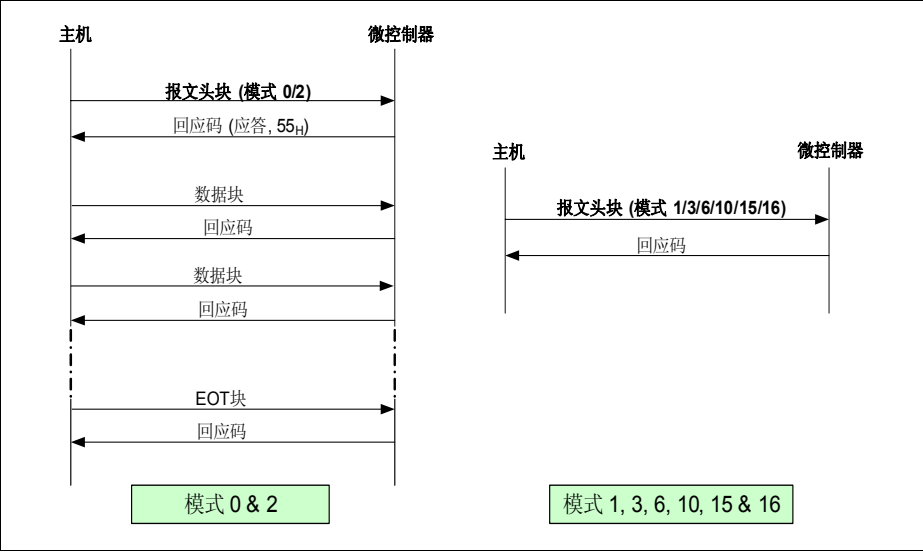 主机
微控制器
报文头块 (模式 0/2)
回应码 (应答, 55H)
数据块
回应码
数据块
回应码
EOT块
回应码
模式 0 & 2
主机
微控制器
报文头块 (模式 1/3/6/10/15/16)
回应码
模式 1, 3, 6, 10, 15 & 16